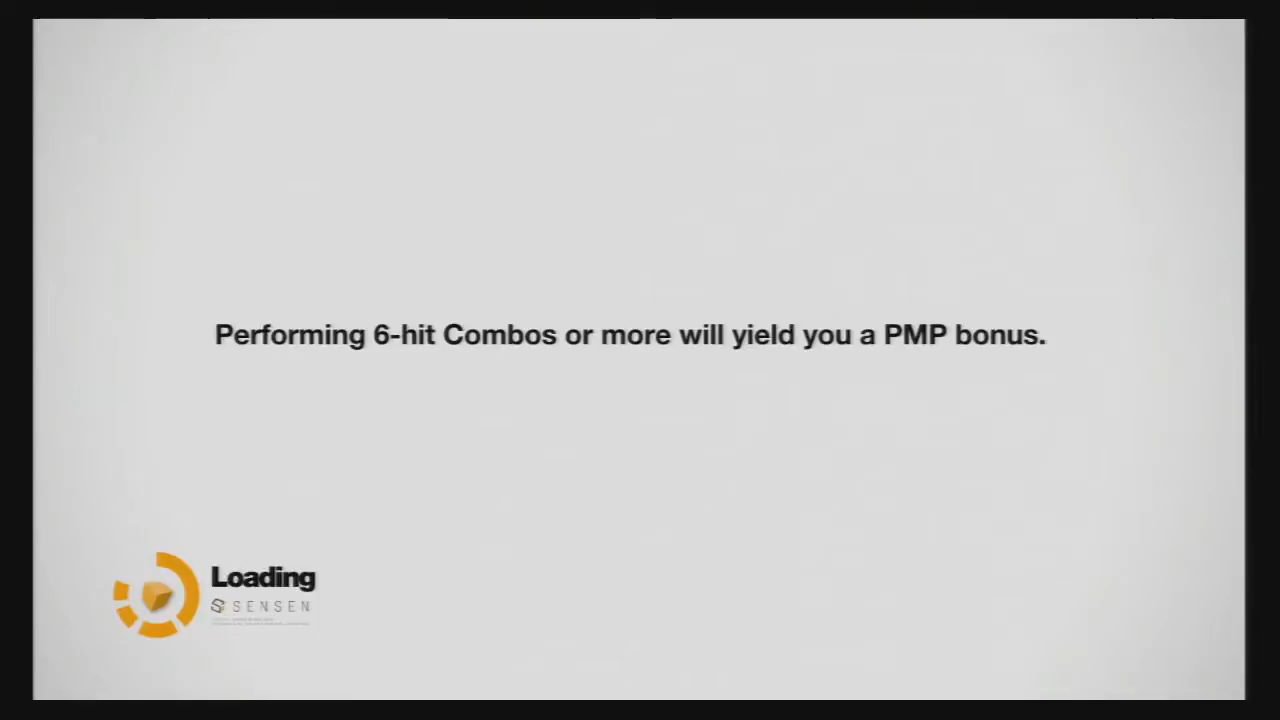 Performing 6-hit Combos or more will yield you a PMP bonus.
Loading
SENSEN